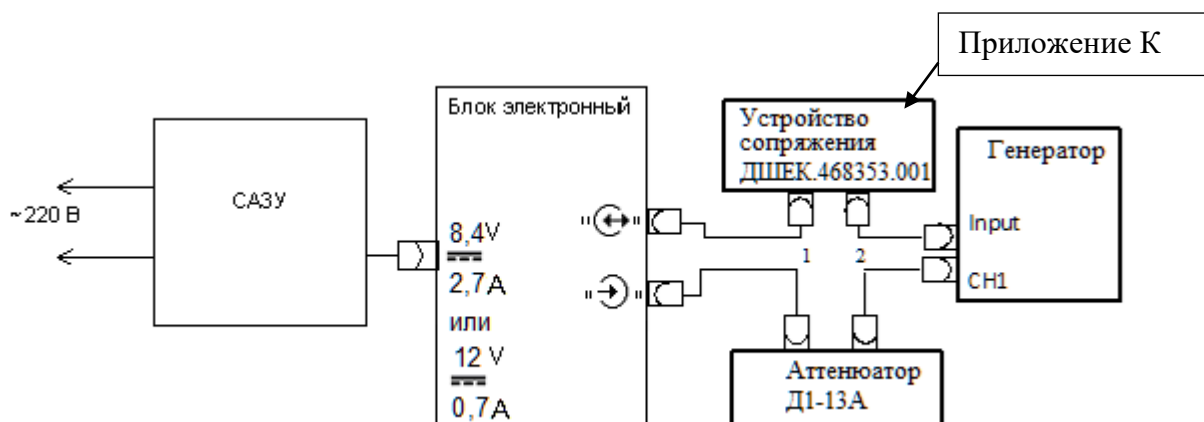 Приложение К
Блок электронный
Устройство
сопряжения
ДШЕК.468353.001
Генератор
САЗУ
~220 В
8,4V
2,7A
или
12 V
0,7A
" "
" "
1
2
Input
CH1
Аттенюатор
Д1-13А